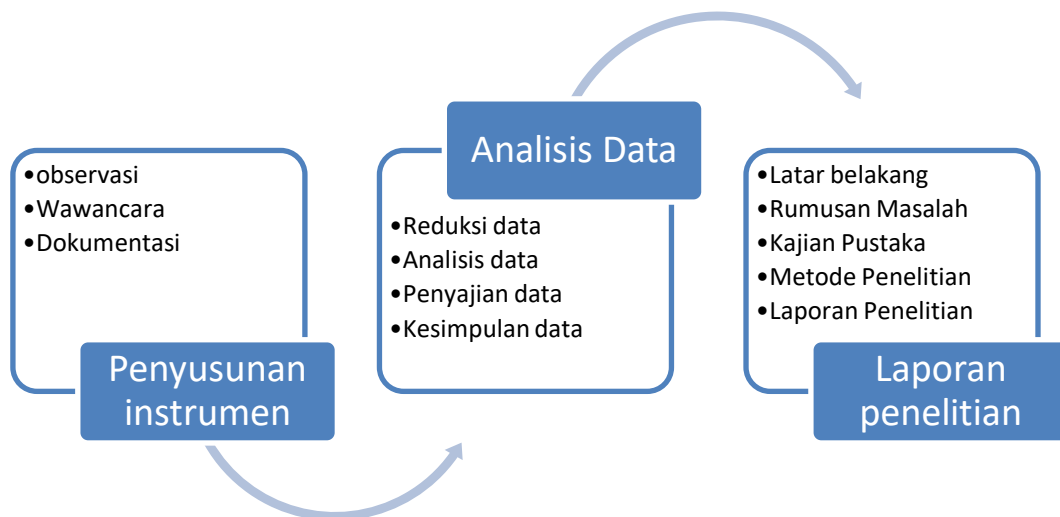 •observasi
•Wawancara
•Dokumentasi
Penyusunan
instrumen
Analisis Data
•Reduksi data
•Analisis data
•Penyajian data
•Kesimpulan data
•Latar belakang
•Rumusan Masalah
•Kajian Pustaka
•Metode Penelitian
•Laporan Penelitian
Laporan
penelitian